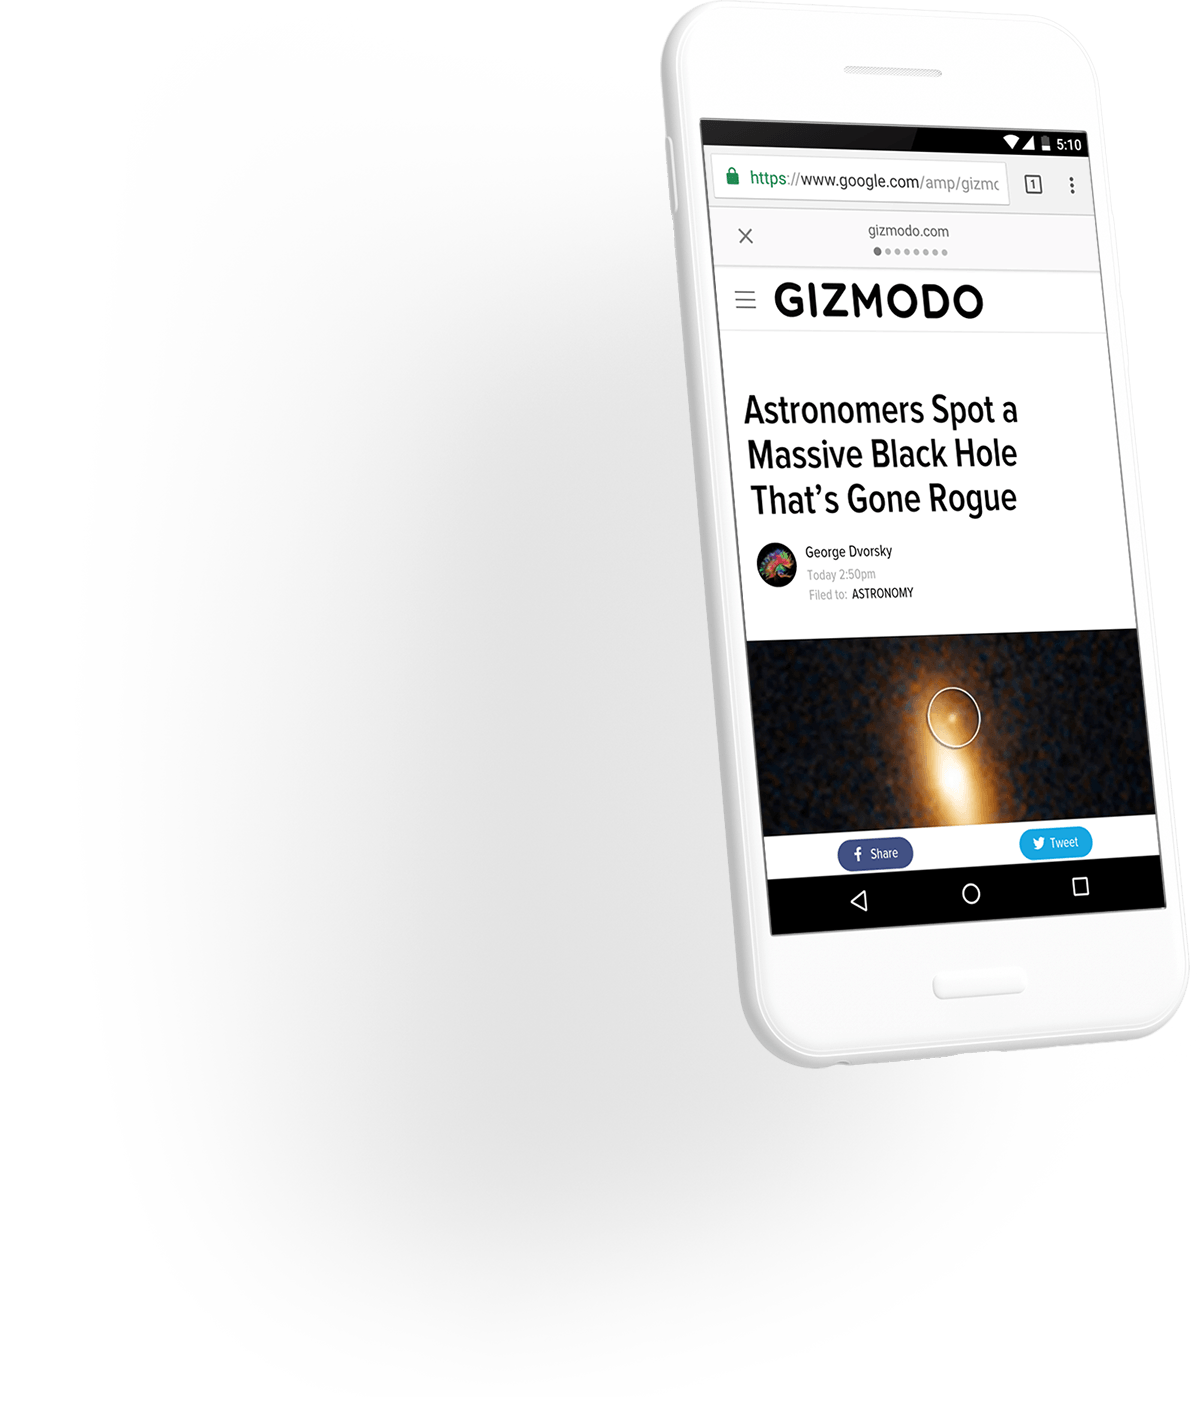 5:10
https://www.google.com/amp/gizmo
1
gizmodo.com
GIZMODO
Astronomers Spot a
Massive Black Hole
That’s Gone Rogue
George Dvorsky
Today 2:50pm
Filed to: ASTRONOMY
Share
Tweet